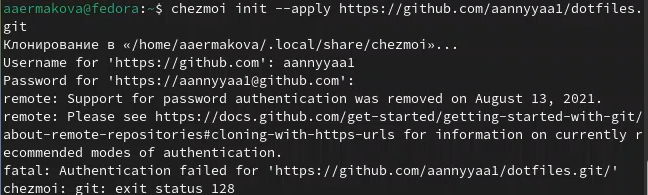 aaermakova@fedora:~$ chezmoi init --apply https://github.com/aannyyaa1/dotfiles.
git
Клонирование в «/home/aaermakova/.local/share/chezmoi»...
Username for 'https://github.com': aannyyaa1
Password for 'https://aannyyaa1@github.com':
remote: Support for password authentication was removed on August 13, 2021.
remote: Please see https://docs.github.com/get-started/getting-started-with-git/
about-remote-repositories#cloning-with-https-urls for information on currently r
ecommended modes of authentication.
fatal: Authentication failed for 'https://github.com/aannyyaa1/dotfiles.git/'
chezmoi: git: exit status 128